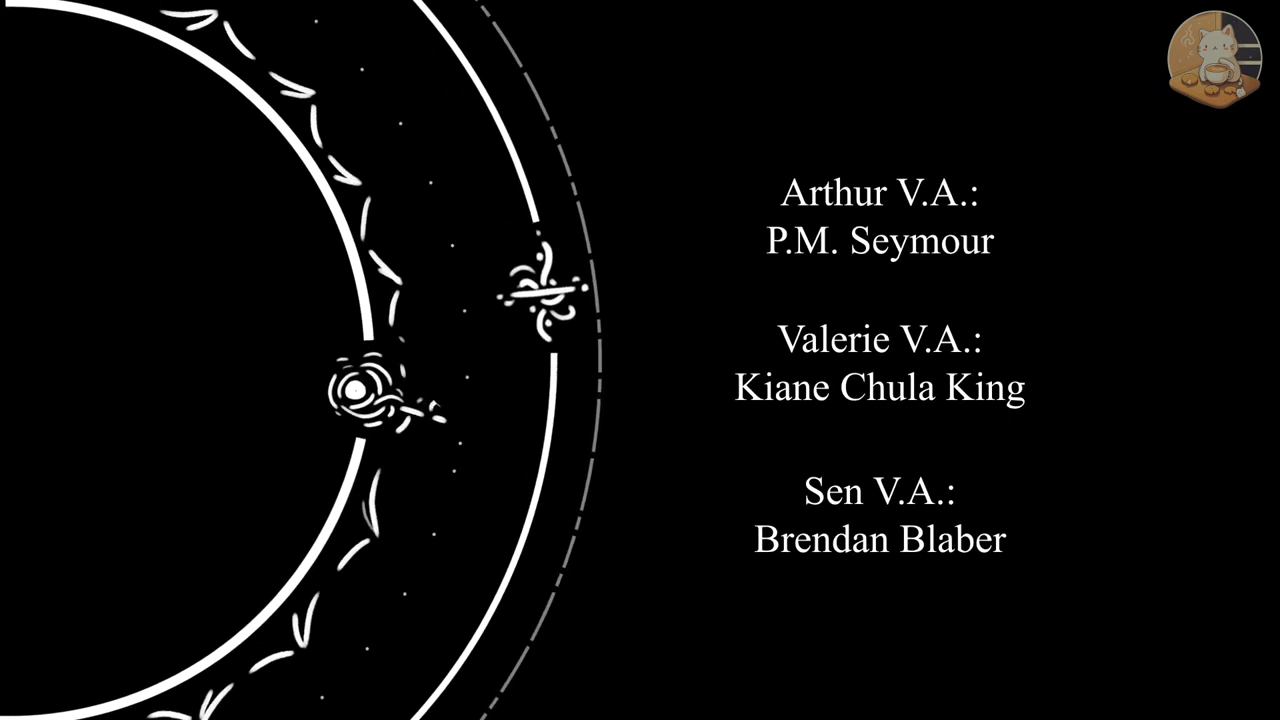 Arthur V.A.:
P.M. Seymour
Valerie V.A.:
Kiane Chula King
Sen V.A.:
Brendan Blaber